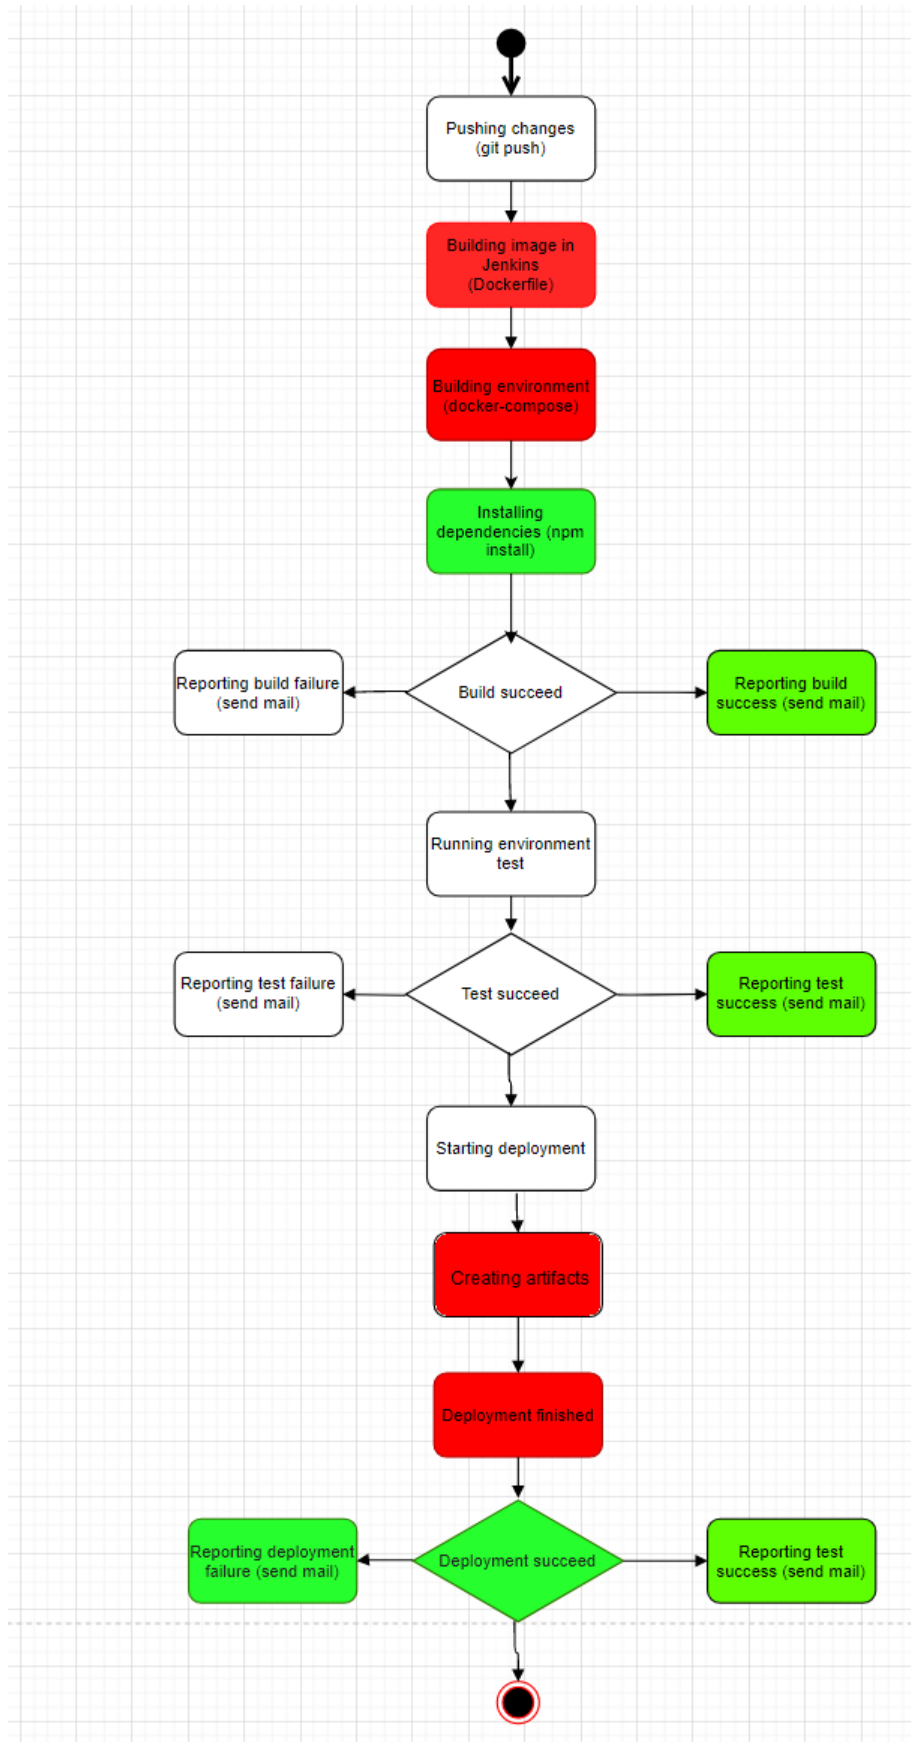 Pushing changes
(git push)
Building image in
Jenkins
(Dockerfile)
Building environment
(docker-compose)
Installing
dependencies (npm
install)
Reporting build failure
(send mail)
Build succeed
Reporting build
success (send mail)
Running environment
test
Reporting test failure
(send mail)
Test succeed
Reporting test
success (send mail)
Starting deployment
Creating artifacts
Deployment finished
Reporting deployment
failure (send mail)
Deployment succeed
Reporting test
success (send mail)